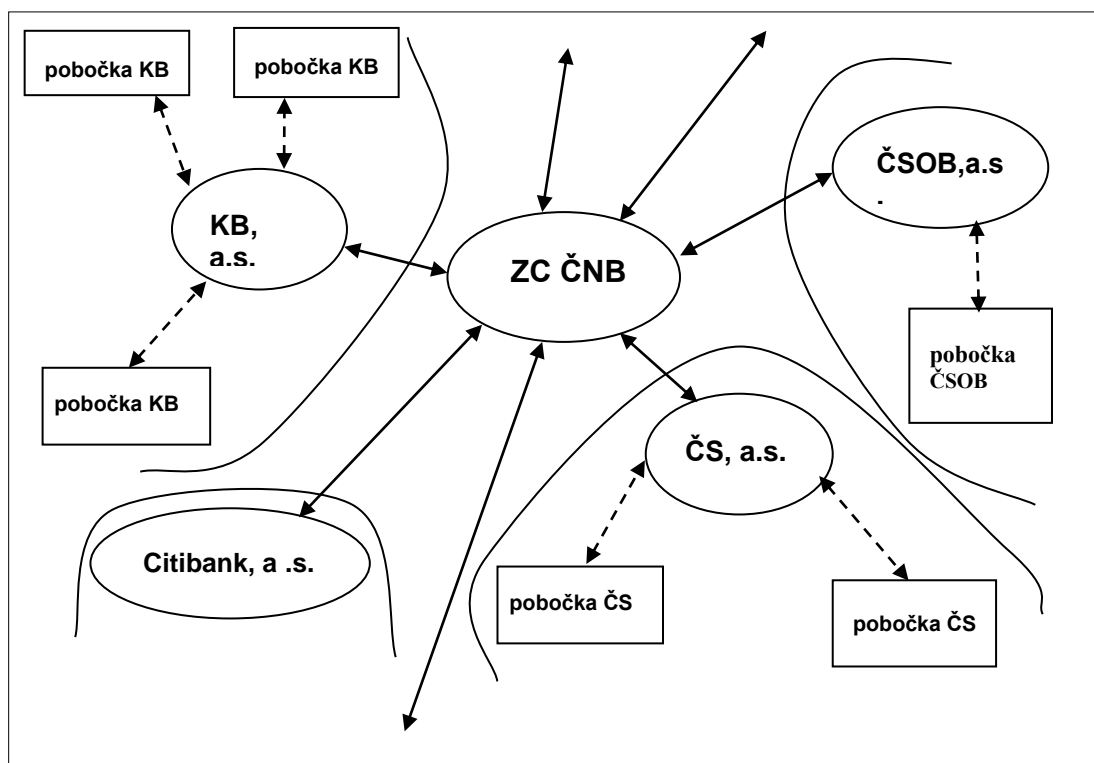 pobočka KB
pobočka KB
ČSOB,a.s
.
KB,
a.s.
ZC ČNB
pobočka
ČSOB
pobočka KB
ČS, a.s.
Citibank, a .s.
pobočka ČS
pobočka ČS